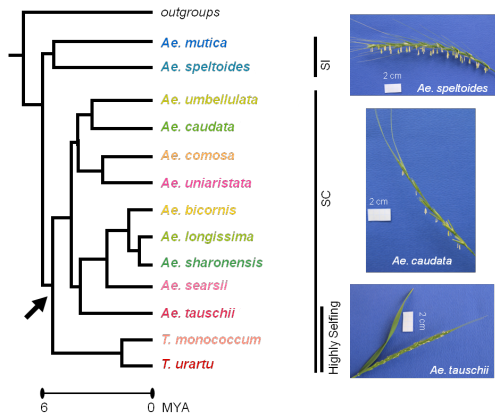 outgroups
Ae. mutica
Ae. speltoides
Ae. umbellulata
Ae. caudata
Ae. comosa
Ae. uniaristata
Ae. bicornis
Ae. longissima
Ae. sharonensis
Ae. searsii
Ae. tauschii
T. monococcum
T. urartu
6 0 MYA
SI
SC
Highly Selfing
2 cm
Ae. speltoides
2 cm
Ae. caudata
2 cm
Ae. tauschii